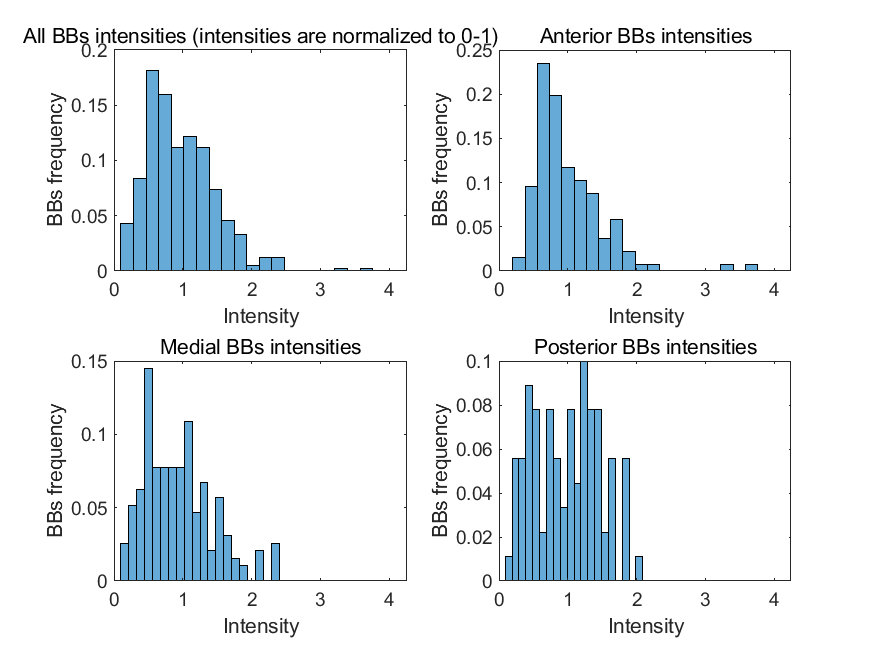 All BBs intensities (intensities are normalized to 0-1)
0.2
0.15
0.1
0.05
0
BBs frequency
0 1 2 3 4
Intensity
Anterior BBs intensities
0.25
0.2
0.15
0.1
0.05
0
BBs frequency
0 1 2 3 4
Intensity
Medial BBs intensities
0.15
0.1
0.05
0
BBs frequency
0 1 2 3 4
Intensity
Posterior BBs intensities
0.1
0.08
0.06
0.04
0.02
0
BBs frequency
0 1 2 3 4
Intensity